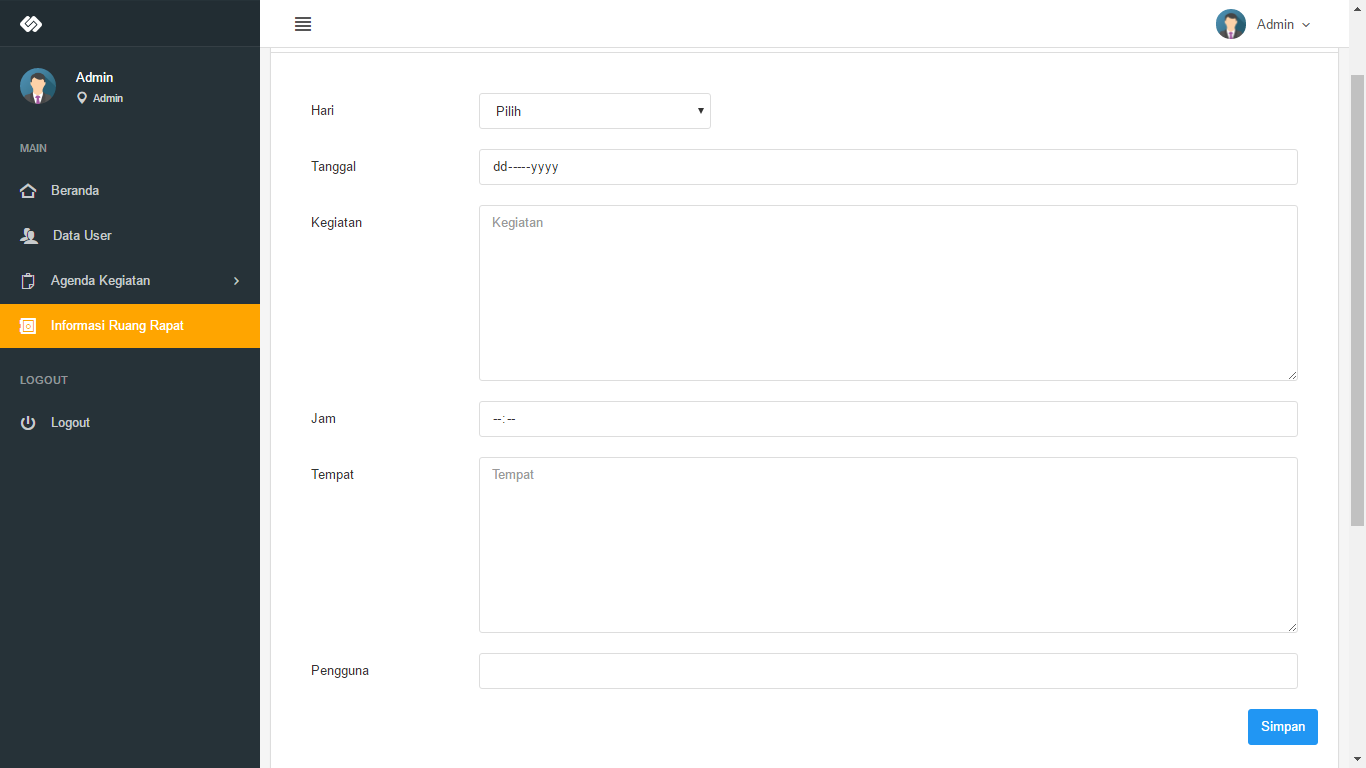 Admin
Admin
Admin
MAIN
Beranda
Data User
Agenda Kegiatan
Informasi Ruang Rapat
LOGOUT
Logout
Hari
Pilih
Tanggal
dd-----yyyy
Kegiatan
Kegiatan
Jam
--:--
Tempat
Tempat
Pengguna
Simpan